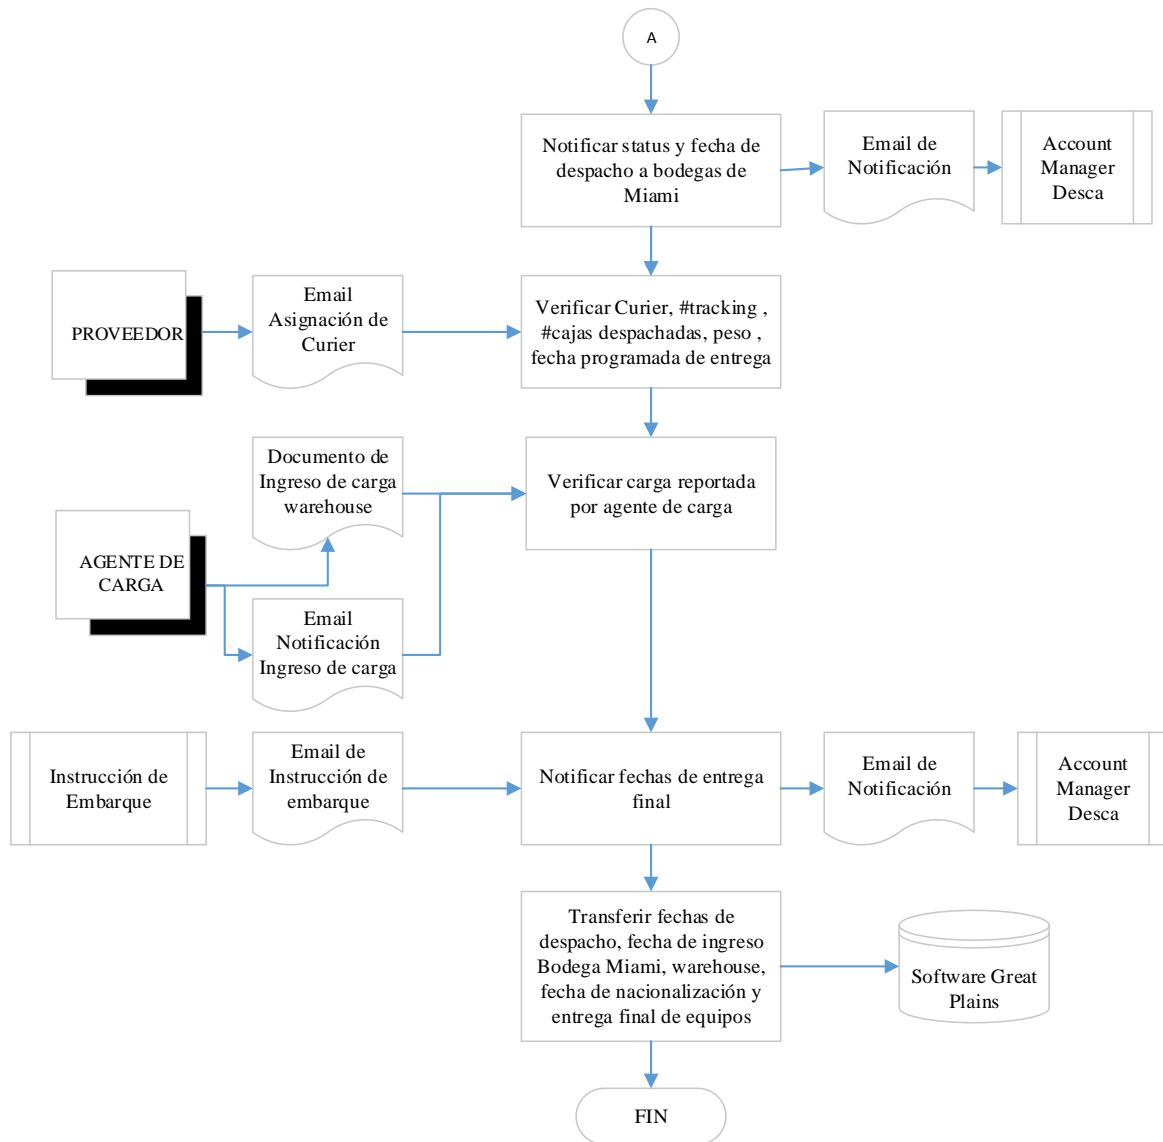 A
Notificar status y fecha de
despacho a bodegas de
Miami
Email de
Notificación
Account
Manager
Desca
PROVEEDOR
Email
Asignación de
Curier
Verificar Curier, #tracking ,
#cajas despachadas, peso ,
fecha programada de entrega
Documento de
Ingreso de carga
warehouse
Verificar carga reportada
por agente de carga
AGENTE DE
CARGA
Email
Notificación
Ingreso de carga
Instrucción de
Embarque
Email de
Instrucción de
embarque
Notificar fechas de entrega
final
Email de
Notificación
Account
Manager
Desca
Transferir fechas de
despacho, fecha de ingreso
Bodega Miami, warehouse,
fecha de nacionalización y
entrega final de equipos
Software Great
Plains
FIN